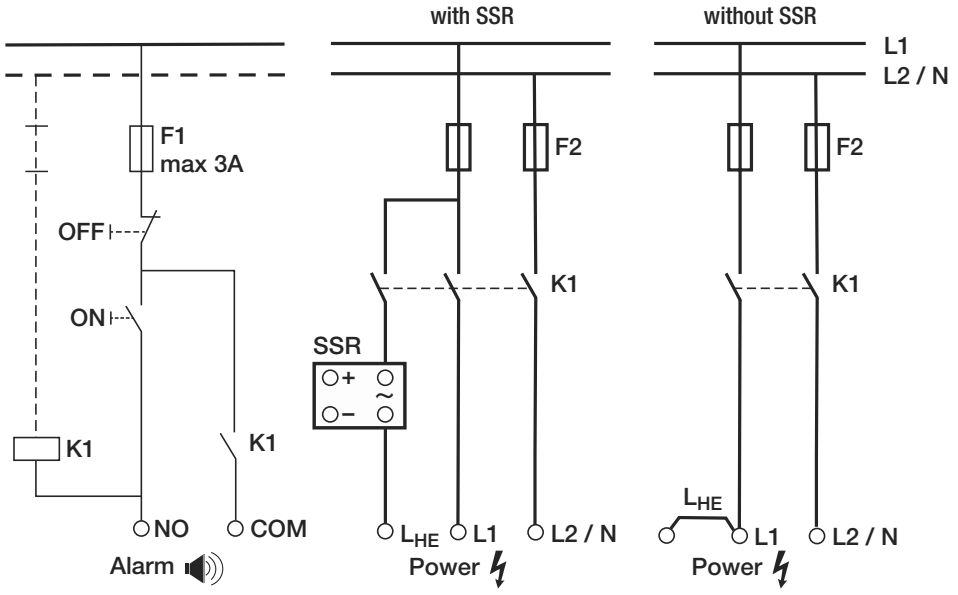 with SSR
without SSR
L1
L2 / N
F1
max 3A
F2
F2
OFF
K1
K1
ON
SSR
+
~
−
K1
K1
LHE
NO
COM
LHE
L1
L2 / N
L1
L2 / N
Alarm
Power
Power